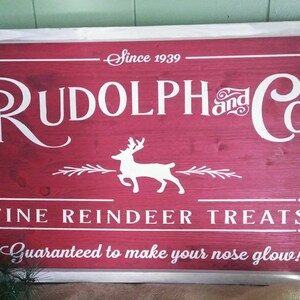 Since 1939
RUDOLPH and Co
FINE REINDEER TREATS
Guaranteed to make your nose glow!